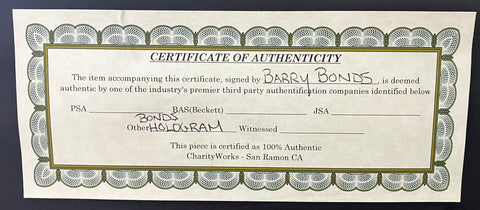 CERTIFICATE OF AUTHENTICITY
The item accompanying this certificate, signed by BARRY BONDS, is deemed
authentic by one of the industry's premier third party authentification companies identified below
PSA BAS(Beckett) JSA
BONDS
Other HOLOGRAM Witnessed
This piece is certified as 100% Authentic
CharityWorks - San Ramon CA